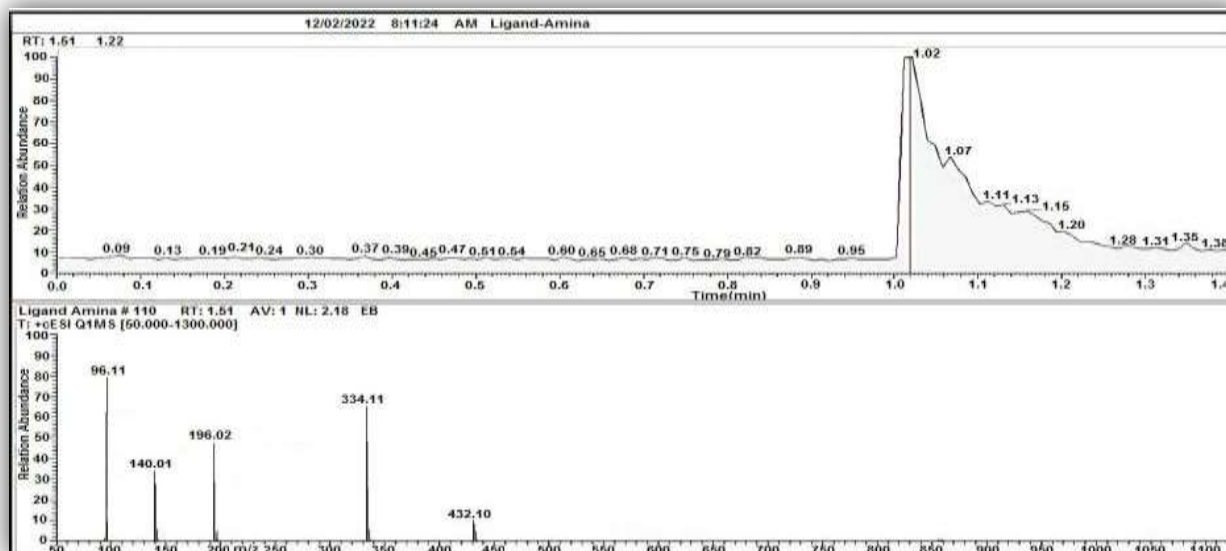 12/02/2022 8:11:24 AM Ligand-Amina
RT: 1.51 1.22
Relation Abundance
100
90
80
70
60
50
40
30
20
10
0
1.02
1.07
1.11 1.13 1.15
1.20
1.28 1.31 1.35 1.38
0.09 0.13 0.19 0.21 0.24 0.30 0.37 0.39 0.45 0.47 0.51 0.54 0.60 0.65 0.68 0.71 0.75 0.79 0.82 0.89 0.95
0.0 0.1 0.2 0.3 0.4 0.5 0.6 0.7 0.8 0.9 1.0 1.1 1.2 1.3 1.4
Time(min)
Ligand Amina # 110 RT: 1.51 AV: 1 NL: 2.18 EB
T: +cESI Q1MS [50.000-1300.000]
Relation Abundance
100
90
80
70
60
50
40
30
20
10
0
96.11
334.11
196.02
140.01
432.10
50 100 150 200 m/z 250 300 350 400 450 500 550 600 650 700 750 800 850 900 950 1000 1050 1100